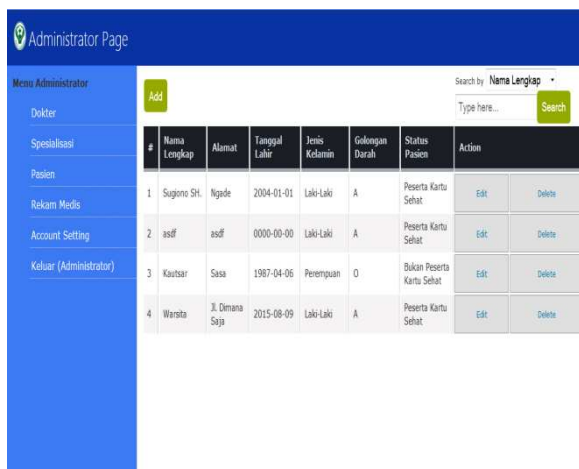 Administrator Page
Menu Administrator
Dokter
Spesialisasi
Pasien
Rekam Medis
Account Setting
Keluar (Administrator)
Add
Search by Nama Lengkap
Type here...
Search
# Nama Lengkap Alamat Tanggal Lahir Jenis Kelamin Golongan Darah Status Pasien Action
1 Sugiono SH. Ngade 2004-01-01 Laki-Laki A Peserta Kartu Sehat Edit Delete
2 asdf asdf 0000-00-00 Laki-Laki A Peserta Kartu Sehat Edit Delete
3 Kautsar Sasa 1987-04-06 Perempuan O Bukan Peserta Kartu Sehat Edit Delete
4 Warsita Jl. Dimana Saja 2015-08-09 Laki-Laki A Peserta Kartu Sehat Edit Delete